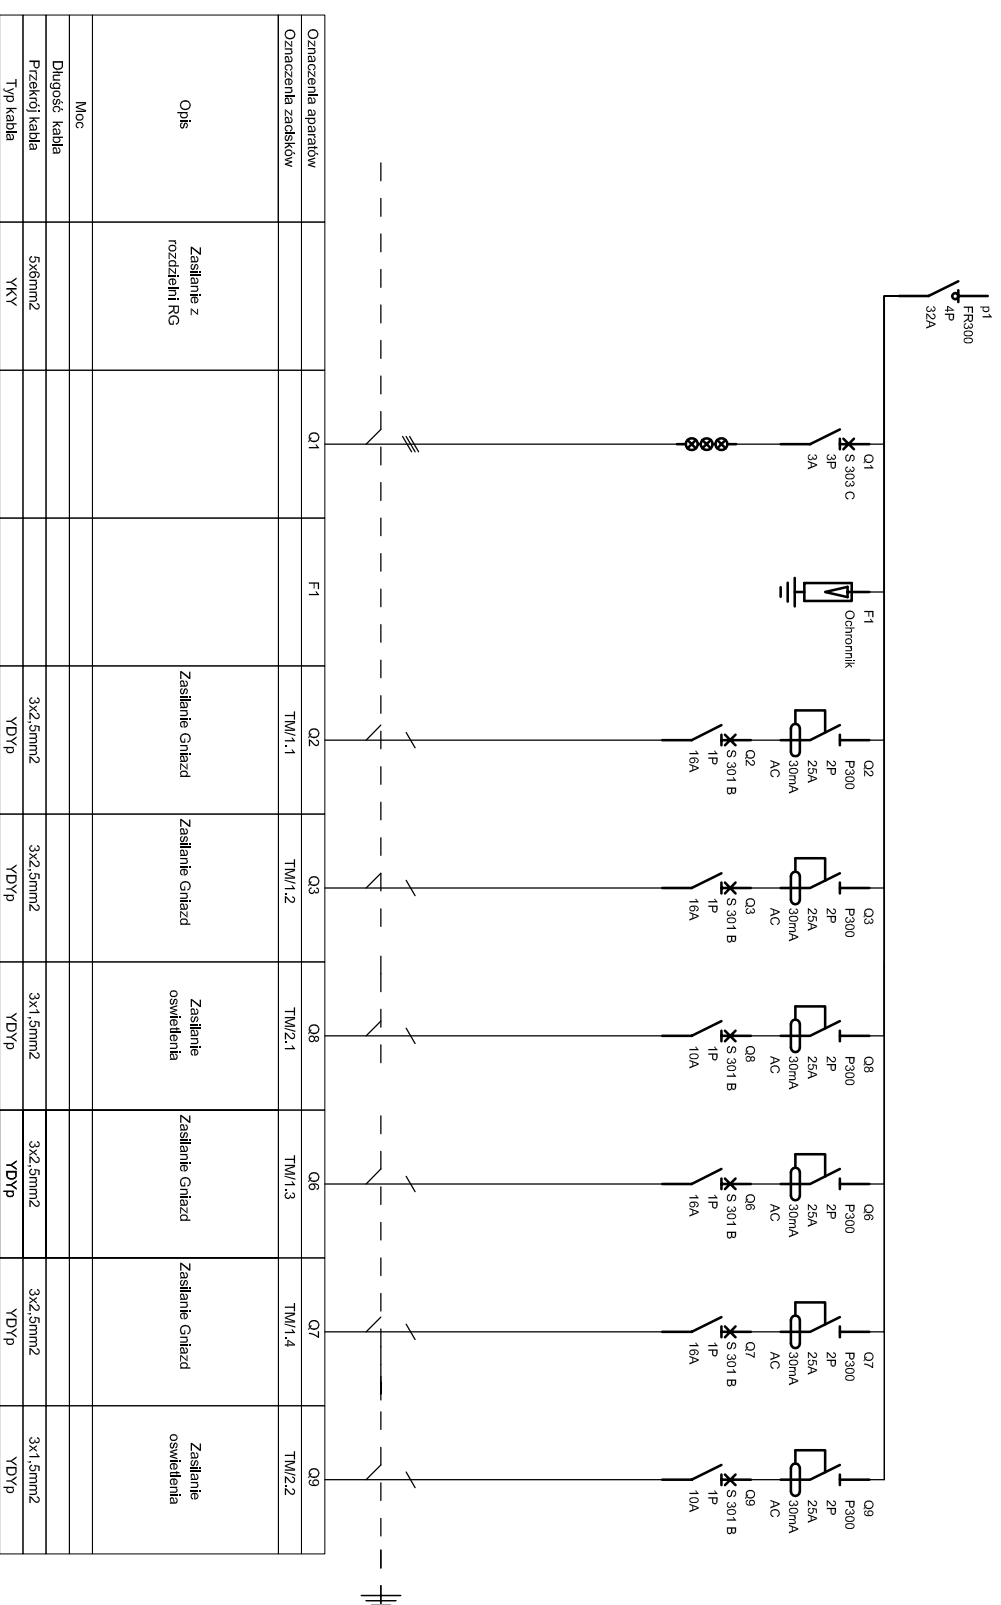 p1
FR300
4P
32A
Q1
S 303 C
3P
3A
F1
Ochronnik
Q2
P300
2P
25A
30mA
AC
Q2
S 301 B
1P
16A
Q3
P300
2P
25A
30mA
AC
Q3
S 301 B
1P
16A
Q8
P300
2P
25A
30mA
AC
Q8
S 301 B
1P
10A
Q6
P300
2P
25A
30mA
AC
Q6
S 301 B
1P
16A
Q7
P300
2P
25A
30mA
AC
Q7
S 301 B
1P
16A
Q9
P300
2P
25A
30mA
AC
Q9
S 301 B
1P
10A
Oznaczenia aparatów
Q1
F1
Q2
Q3
Q8
Q6
Q7
Q9
Oznaczenia zacisków
TM/1.1
TM/1.2
TM/2.1
TM/1.3
TM/1.4
TM/2.2
Opis
Zasilanie z
rozdzielni RG
Zasilanie Gniazd
Zasilanie Gniazd
Zasilanie
oswietlenia
Zasilanie Gniazd
Zasilanie Gniazd
Zasilanie
oswietlenia
Moc
Długość kabla
Przekrój kabla
5x6mm2
3x2,5mm2
3x2,5mm2
3x1,5mm2
3x2,5mm2
3x2,5mm2
3x1,5mm2
Typ kabla
YKY
YDYp
YDYp
YDYp
YDYp
YDYp
YDYp